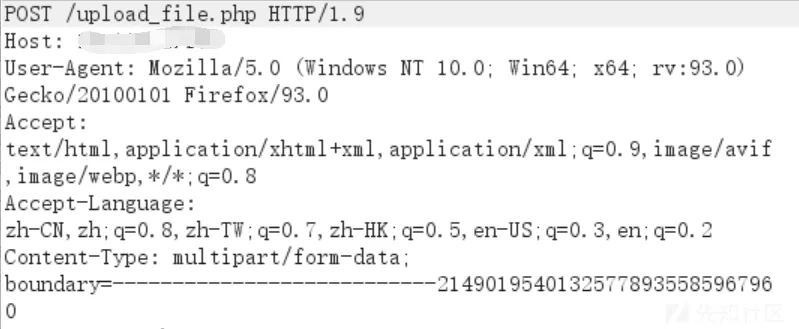 POST /upload_file.php HTTP/1.9
Host:
User-Agent: Mozilla/5.0 (Windows NT 10.0; Win64; x64; rv:93.0)
Gecko/20100101 Firefox/93.0
Accept:
text/html,application/xhtml+xml,application/xml;q=0.9,image/avif
,image/webp,*/*;q=0.8
Accept-Language:
zh-CN,zh;q=0.8,zh-TW;q=0.7,zh-HK;q=0.5,en-US;q=0.3,en;q=0.2
Content-Type: multipart/form-data;
boundary=---------------------------214901954013257789355859679​6
0
先知社区